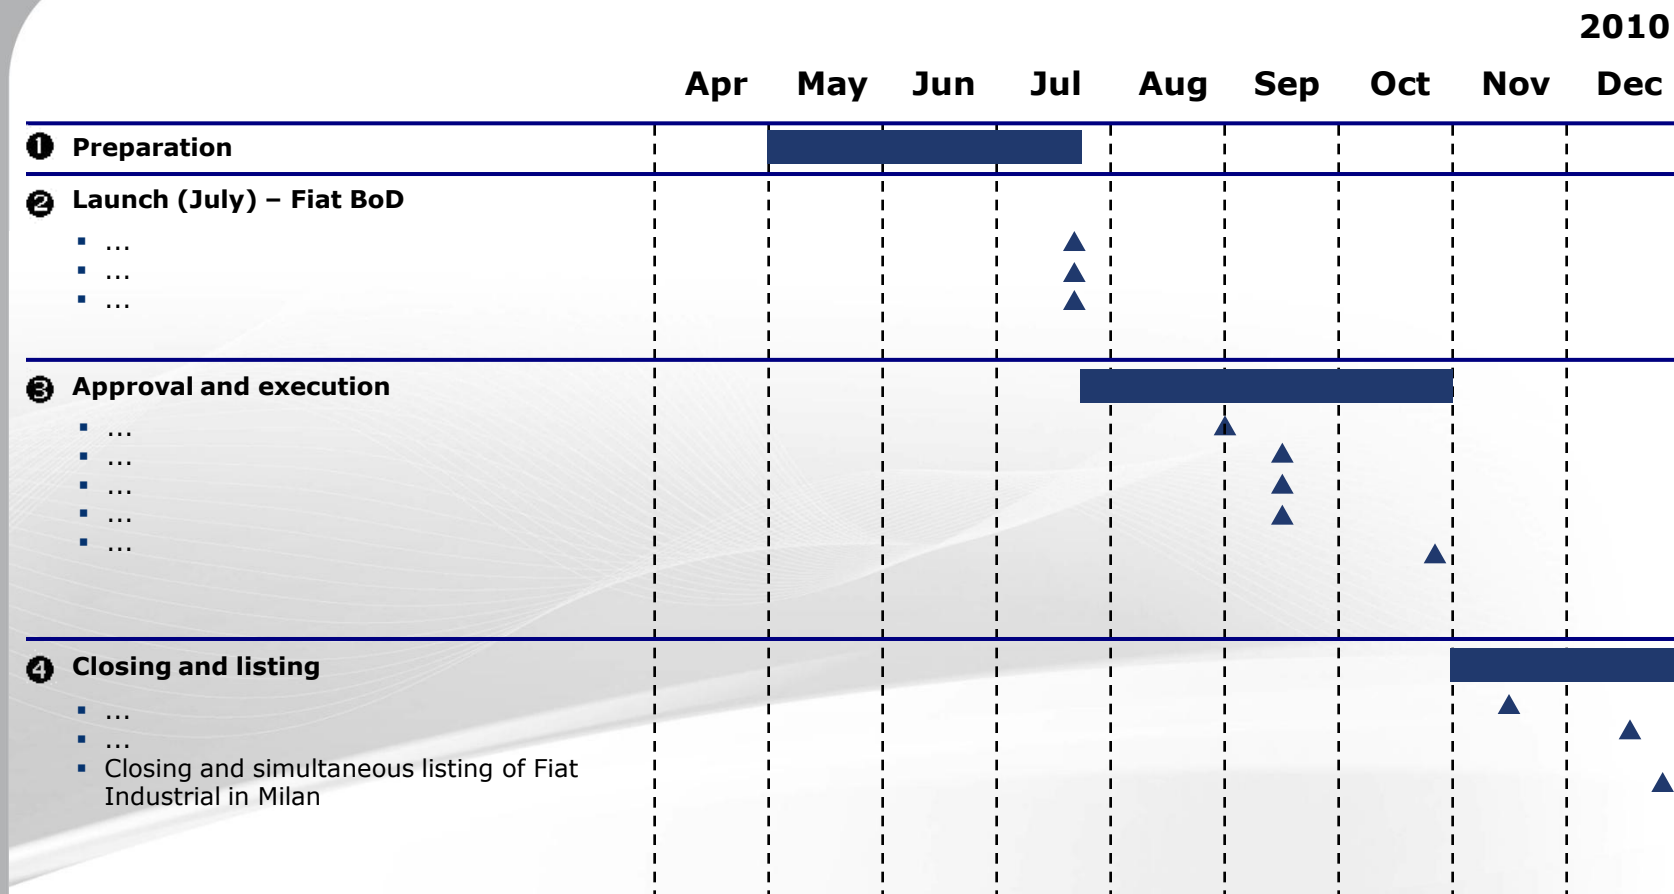 2010
Apr May Jun Jul Aug Sep Oct Nov Dec
❶ Preparation
❷ Launch (July) – Fiat BoD
▪ ...
▪ ...
▪ ...
❸ Approval and execution
▪ ...
▪ ...
▪ ...
▪ ...
▪ ...
❹ Closing and listing
▪ ...
▪ ...
▪ Closing and simultaneous listing of Fiat
Industrial in Milan